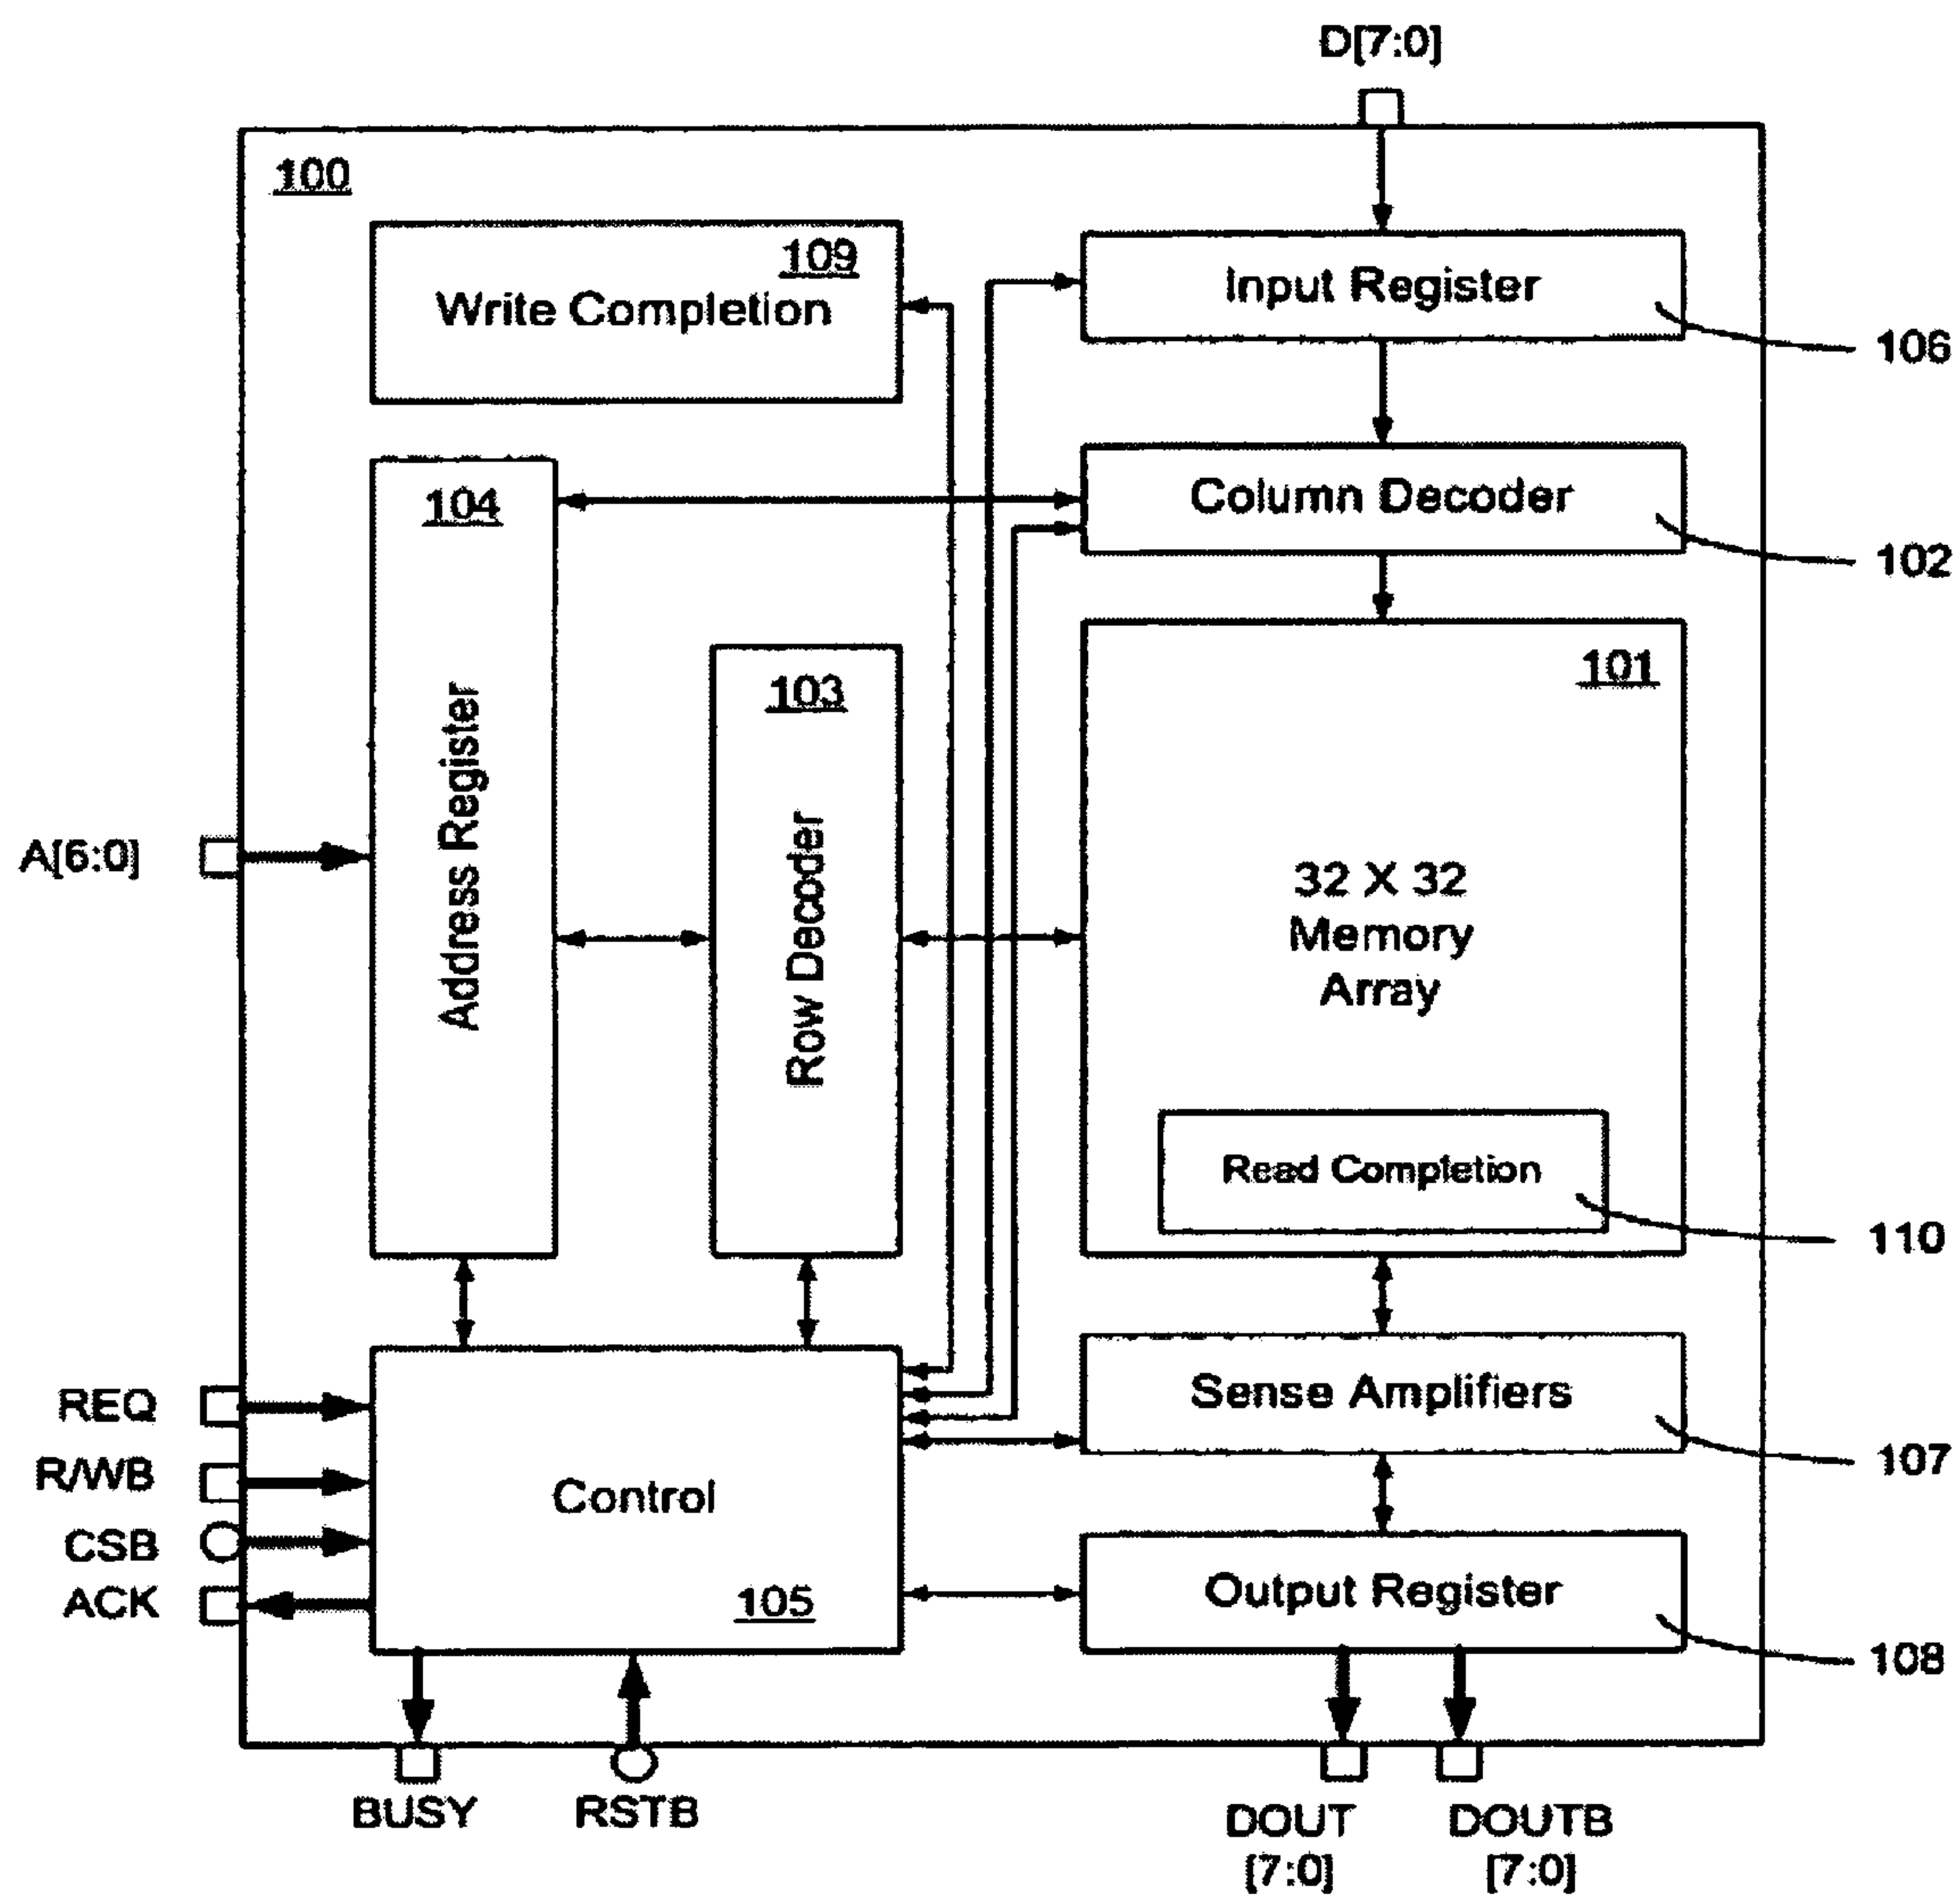 D[7:0]
100
109
Write Completion
Input Register
106
104
Address Register
Column Decoder
102
103
Row Decoder
101
32 X 32
Memory
Array
A[6:0]
Read Completion
110
REQ
R/WB
CSB
ACK
Control
105
Sense Amplifiers
107
Output Register
108
BUSY
RSTB
DOUT
[7:0]
DOUTB
[7:0]